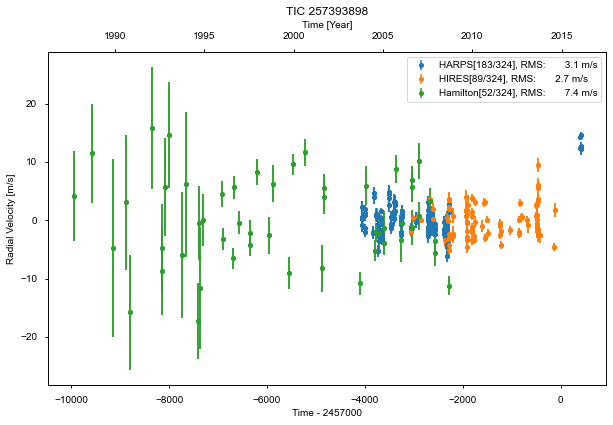 TIC 257393898
Time [Year]
1990 1995 2000 2005 2010 2015
HARPS[183/324], RMS: 3.1 m/s
HIRES[89/324], RMS: 2.7 m/s
Hamilton[52/324], RMS: 7.4 m/s
Radial Velocity [m/s]
20
10
0
−10
−20
−10000 −8000 −6000 −4000 −2000 0
Time - 2457000